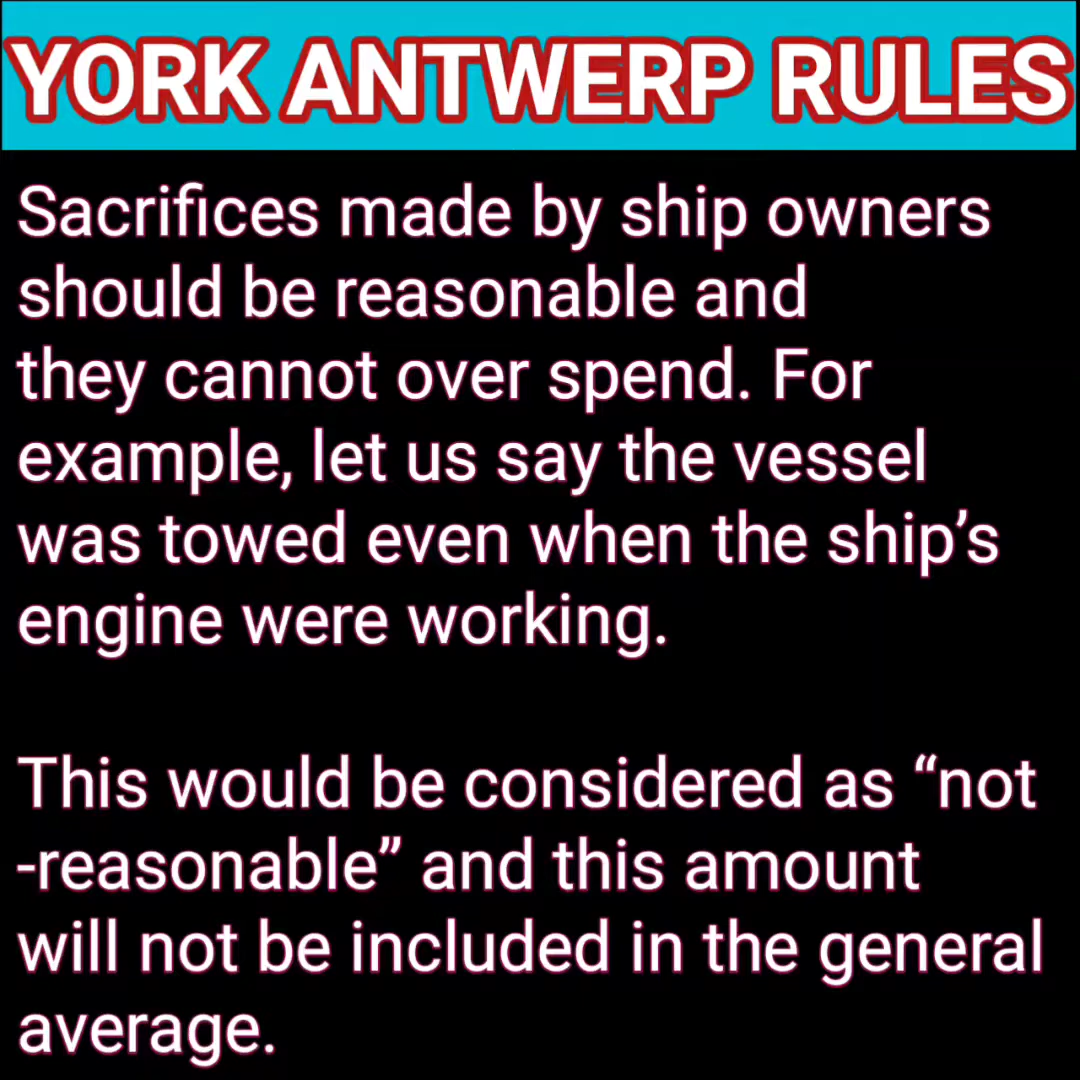 YORK ANTWERP RULES
Sacrifices made by ship owners
should be reasonable and
they cannot over spend. For
example, let us say the vessel
was towed even when the ship’s
engine were working.
This would be considered as “not
-reasonable” and this amount
will not be included in the general
average.